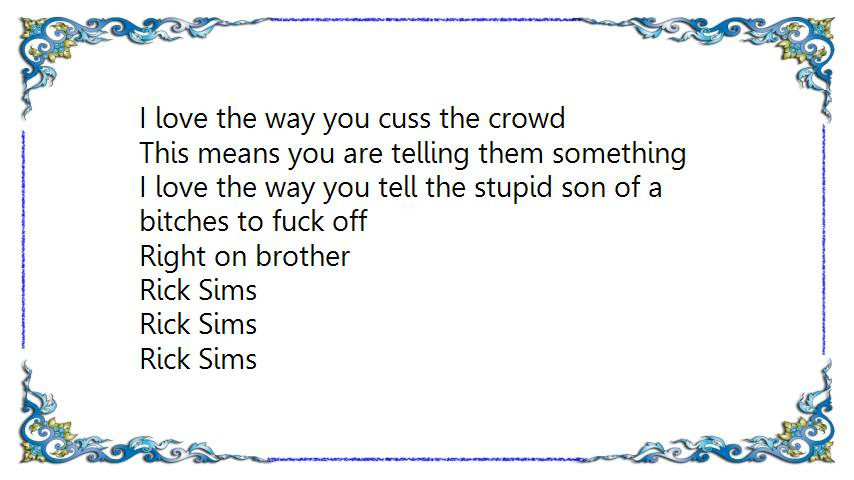 I love the way you cuss the crowd
This means you are telling them something
I love the way you tell the stupid son of a
bitches to fuck off
Right on brother
Rick Sims
Rick Sims
Rick Sims